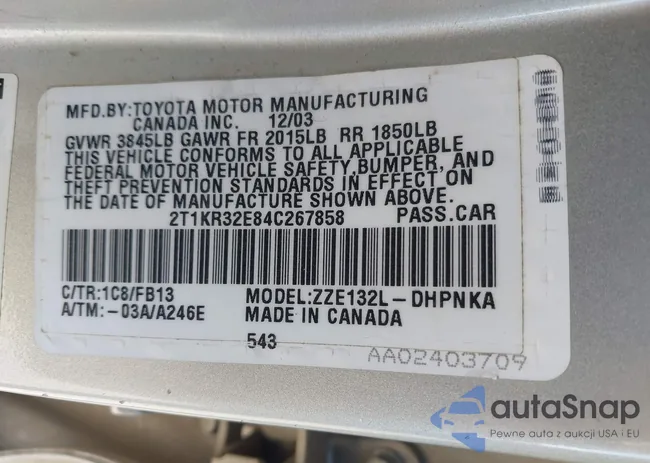 MFD.BY:TOYOTA MOTOR MANUFACTURING
CANADA INC. 12/03
GVWR 3845LB GAWR FR 2015LB RR 1850LB
THIS VEHICLE CONFORMS TO ALL APPLICABLE
FEDERAL MOTOR VEHICLE SAFETY,BUMPER, AND
THEFT PREVENTION STANDARDS IN EFFECT ON
THE DATE OF MANUFACTURE SHOWN ABOVE.
2T1KR32E84C267858 PASS.CAR
C/TR:1C8/FB13 MODEL:ZZE132L-DHPNKA
A/TM:-03A/A246E MADE IN CANADA
543
AA02403709
autaSnap
Pewne auta z aukcji USA i EU